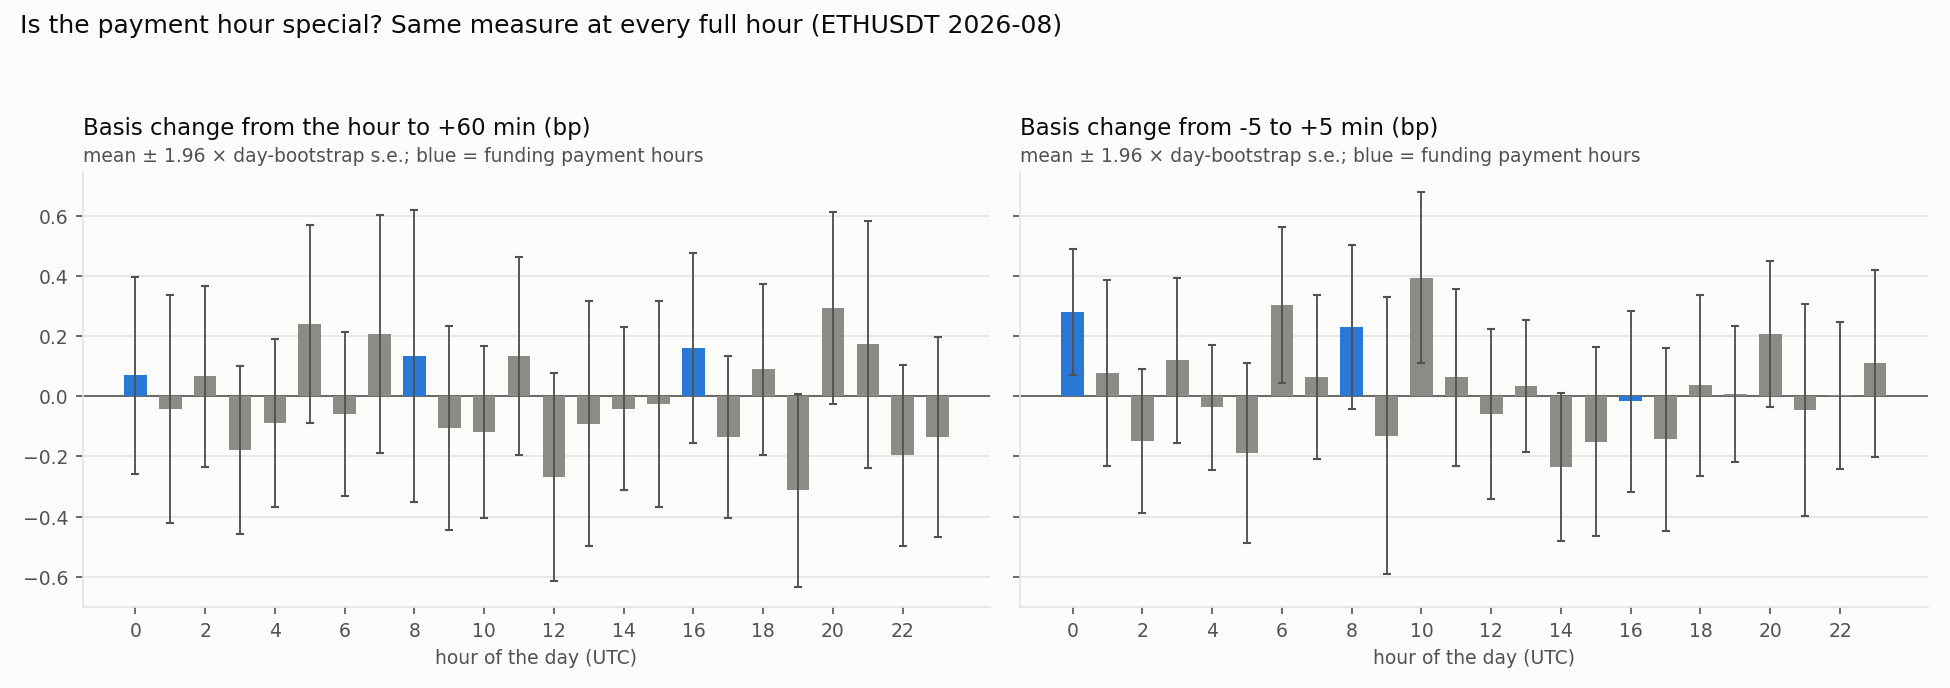 Is the payment hour special? Same measure at every full hour (ETHUSDT 2026-08)
Basis change from the hour to +60 min (bp)
mean ± 1.96 × day-bootstrap s.e.; blue = funding payment hours
0.6
0.4
0.2
0.0
−0.2
−0.4
−0.6
0 2 4 6 8 10 12 14 16 18 20 22
hour of the day (UTC)
Basis change from -5 to +5 min (bp)
mean ± 1.96 × day-bootstrap s.e.; blue = funding payment hours
0 2 4 6 8 10 12 14 16 18 20 22
hour of the day (UTC)